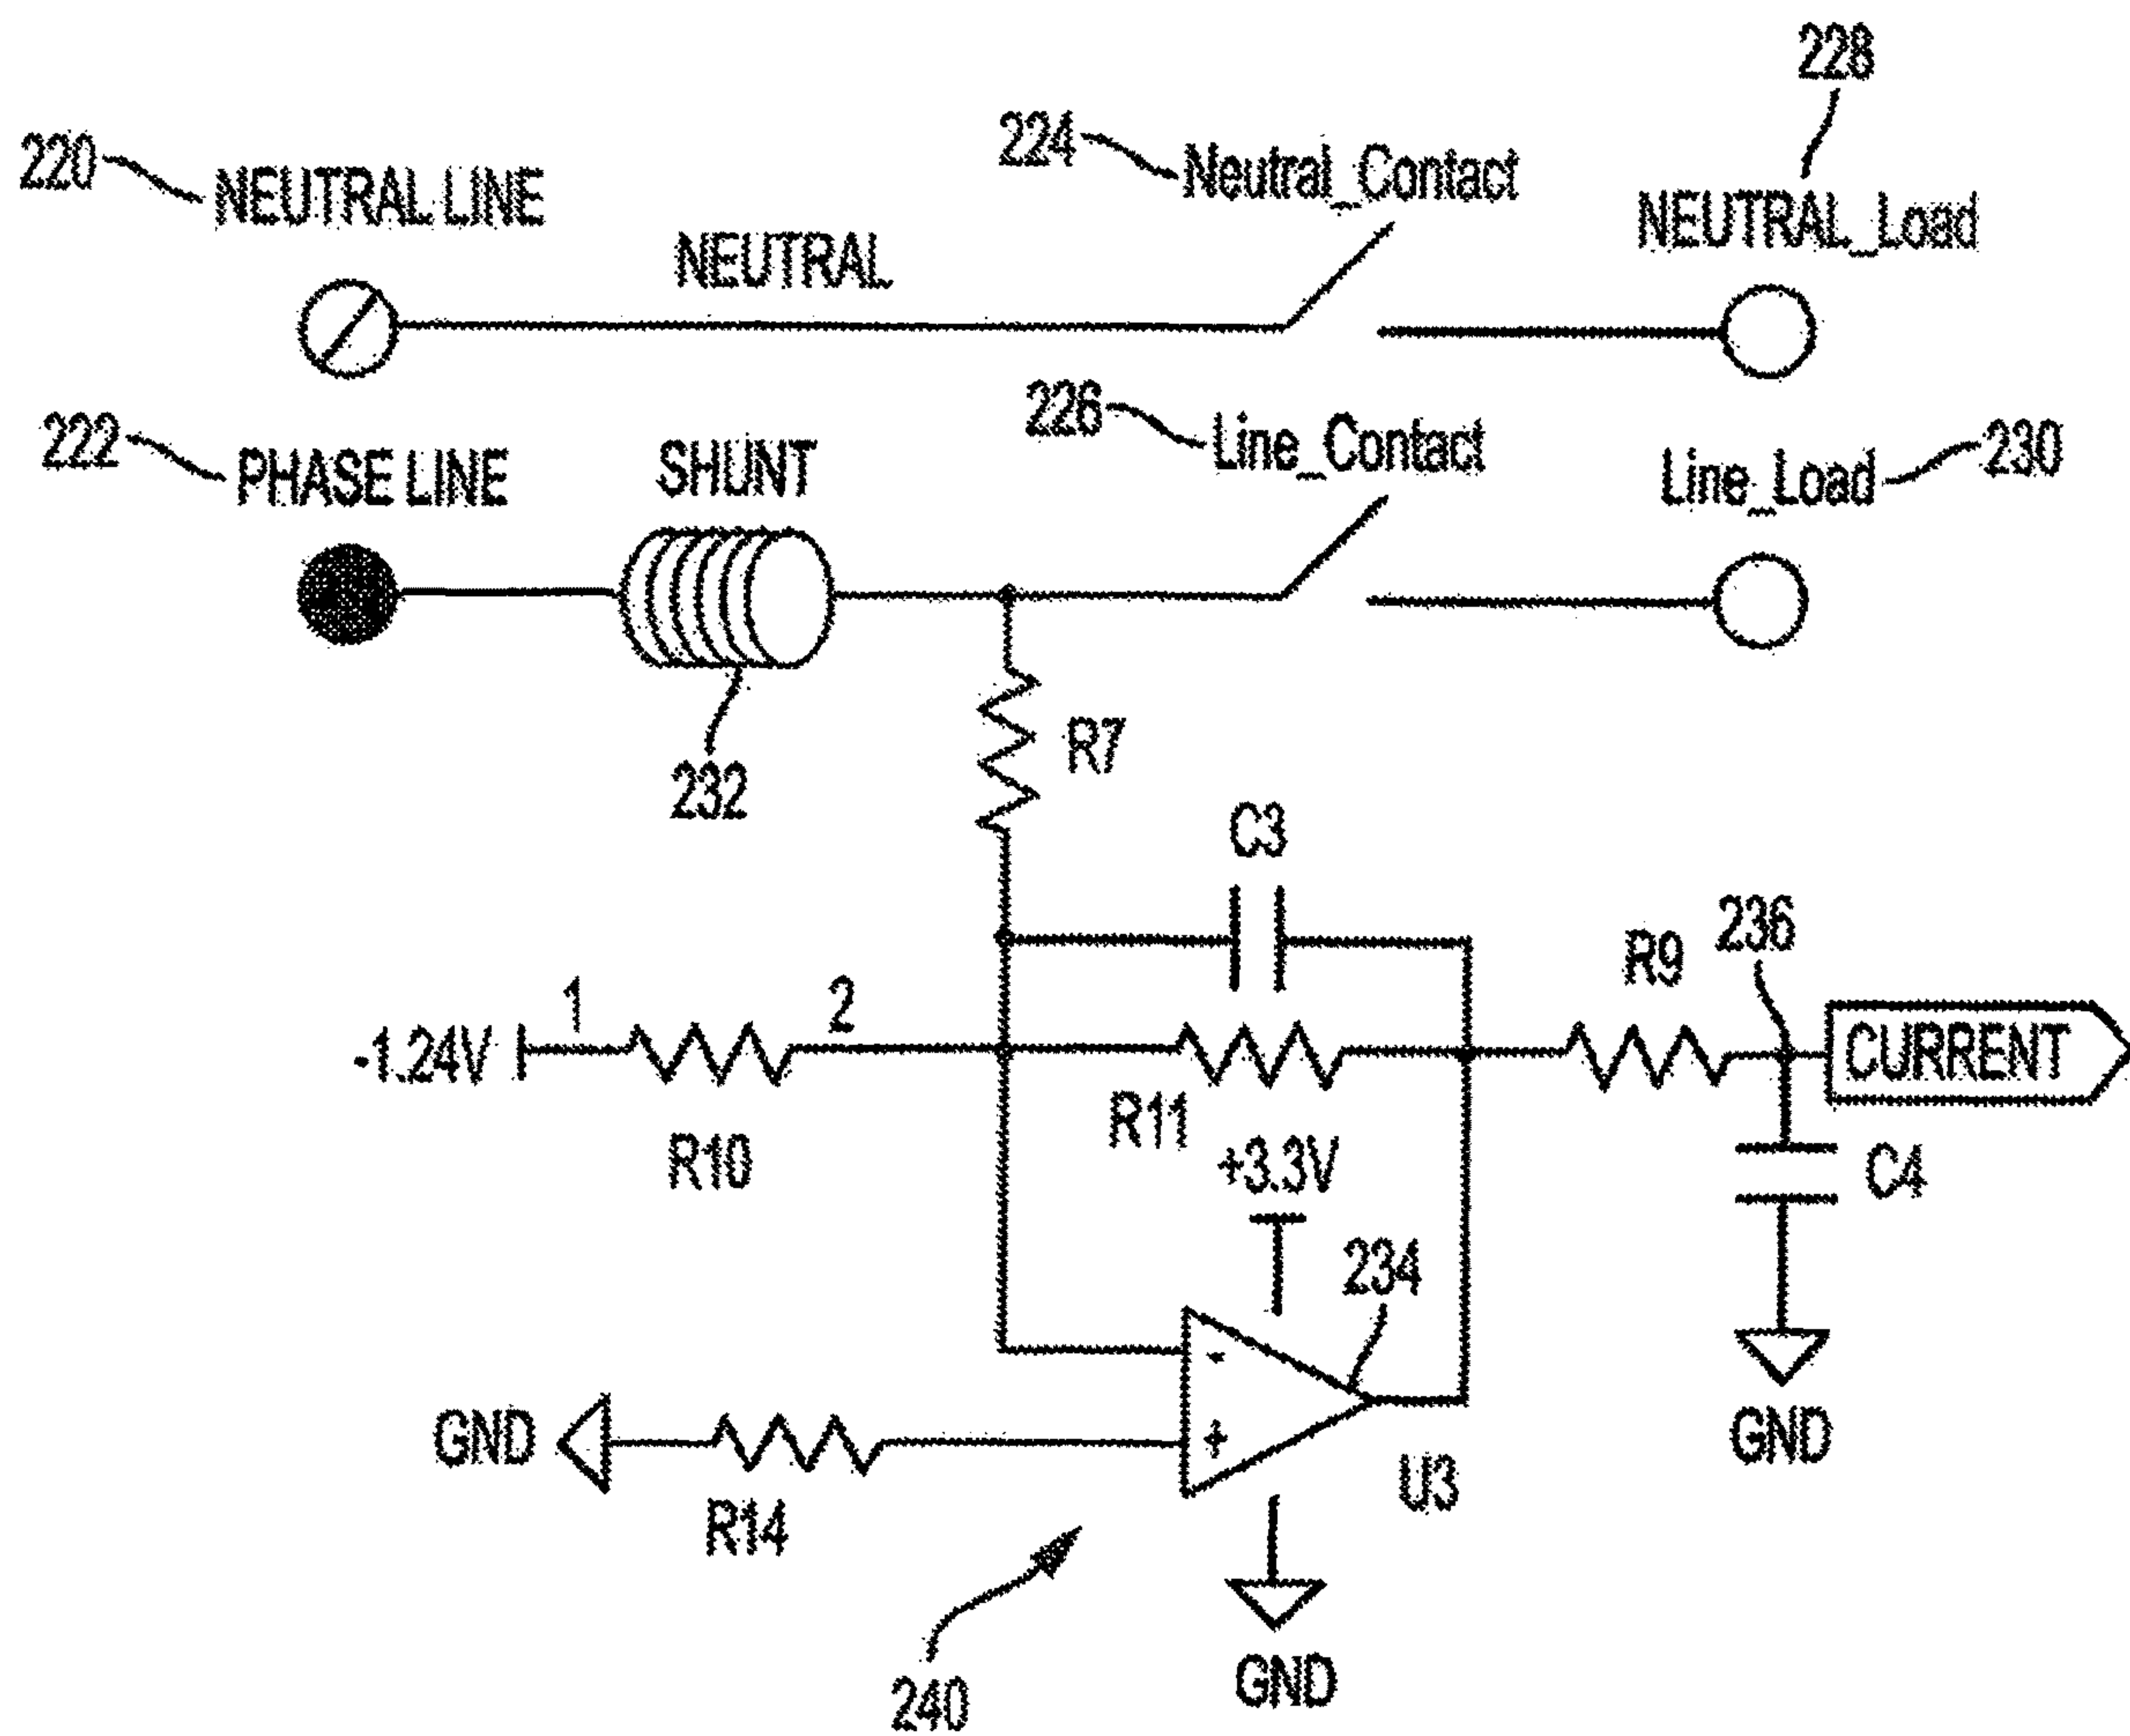 228
224
Neutral_Contact
220
NEUTRAL LINE
NEUTRAL_Load
NEUTRAL
226
Line_Contact
222
PHASE LINE
SHUNT
Line_Load
230
R7
232
C3
236
R9
1
2
-1.24V
CURRENT
R11
R10
+3.3V
C4
234
GND
GND
U3
R14
240
GND